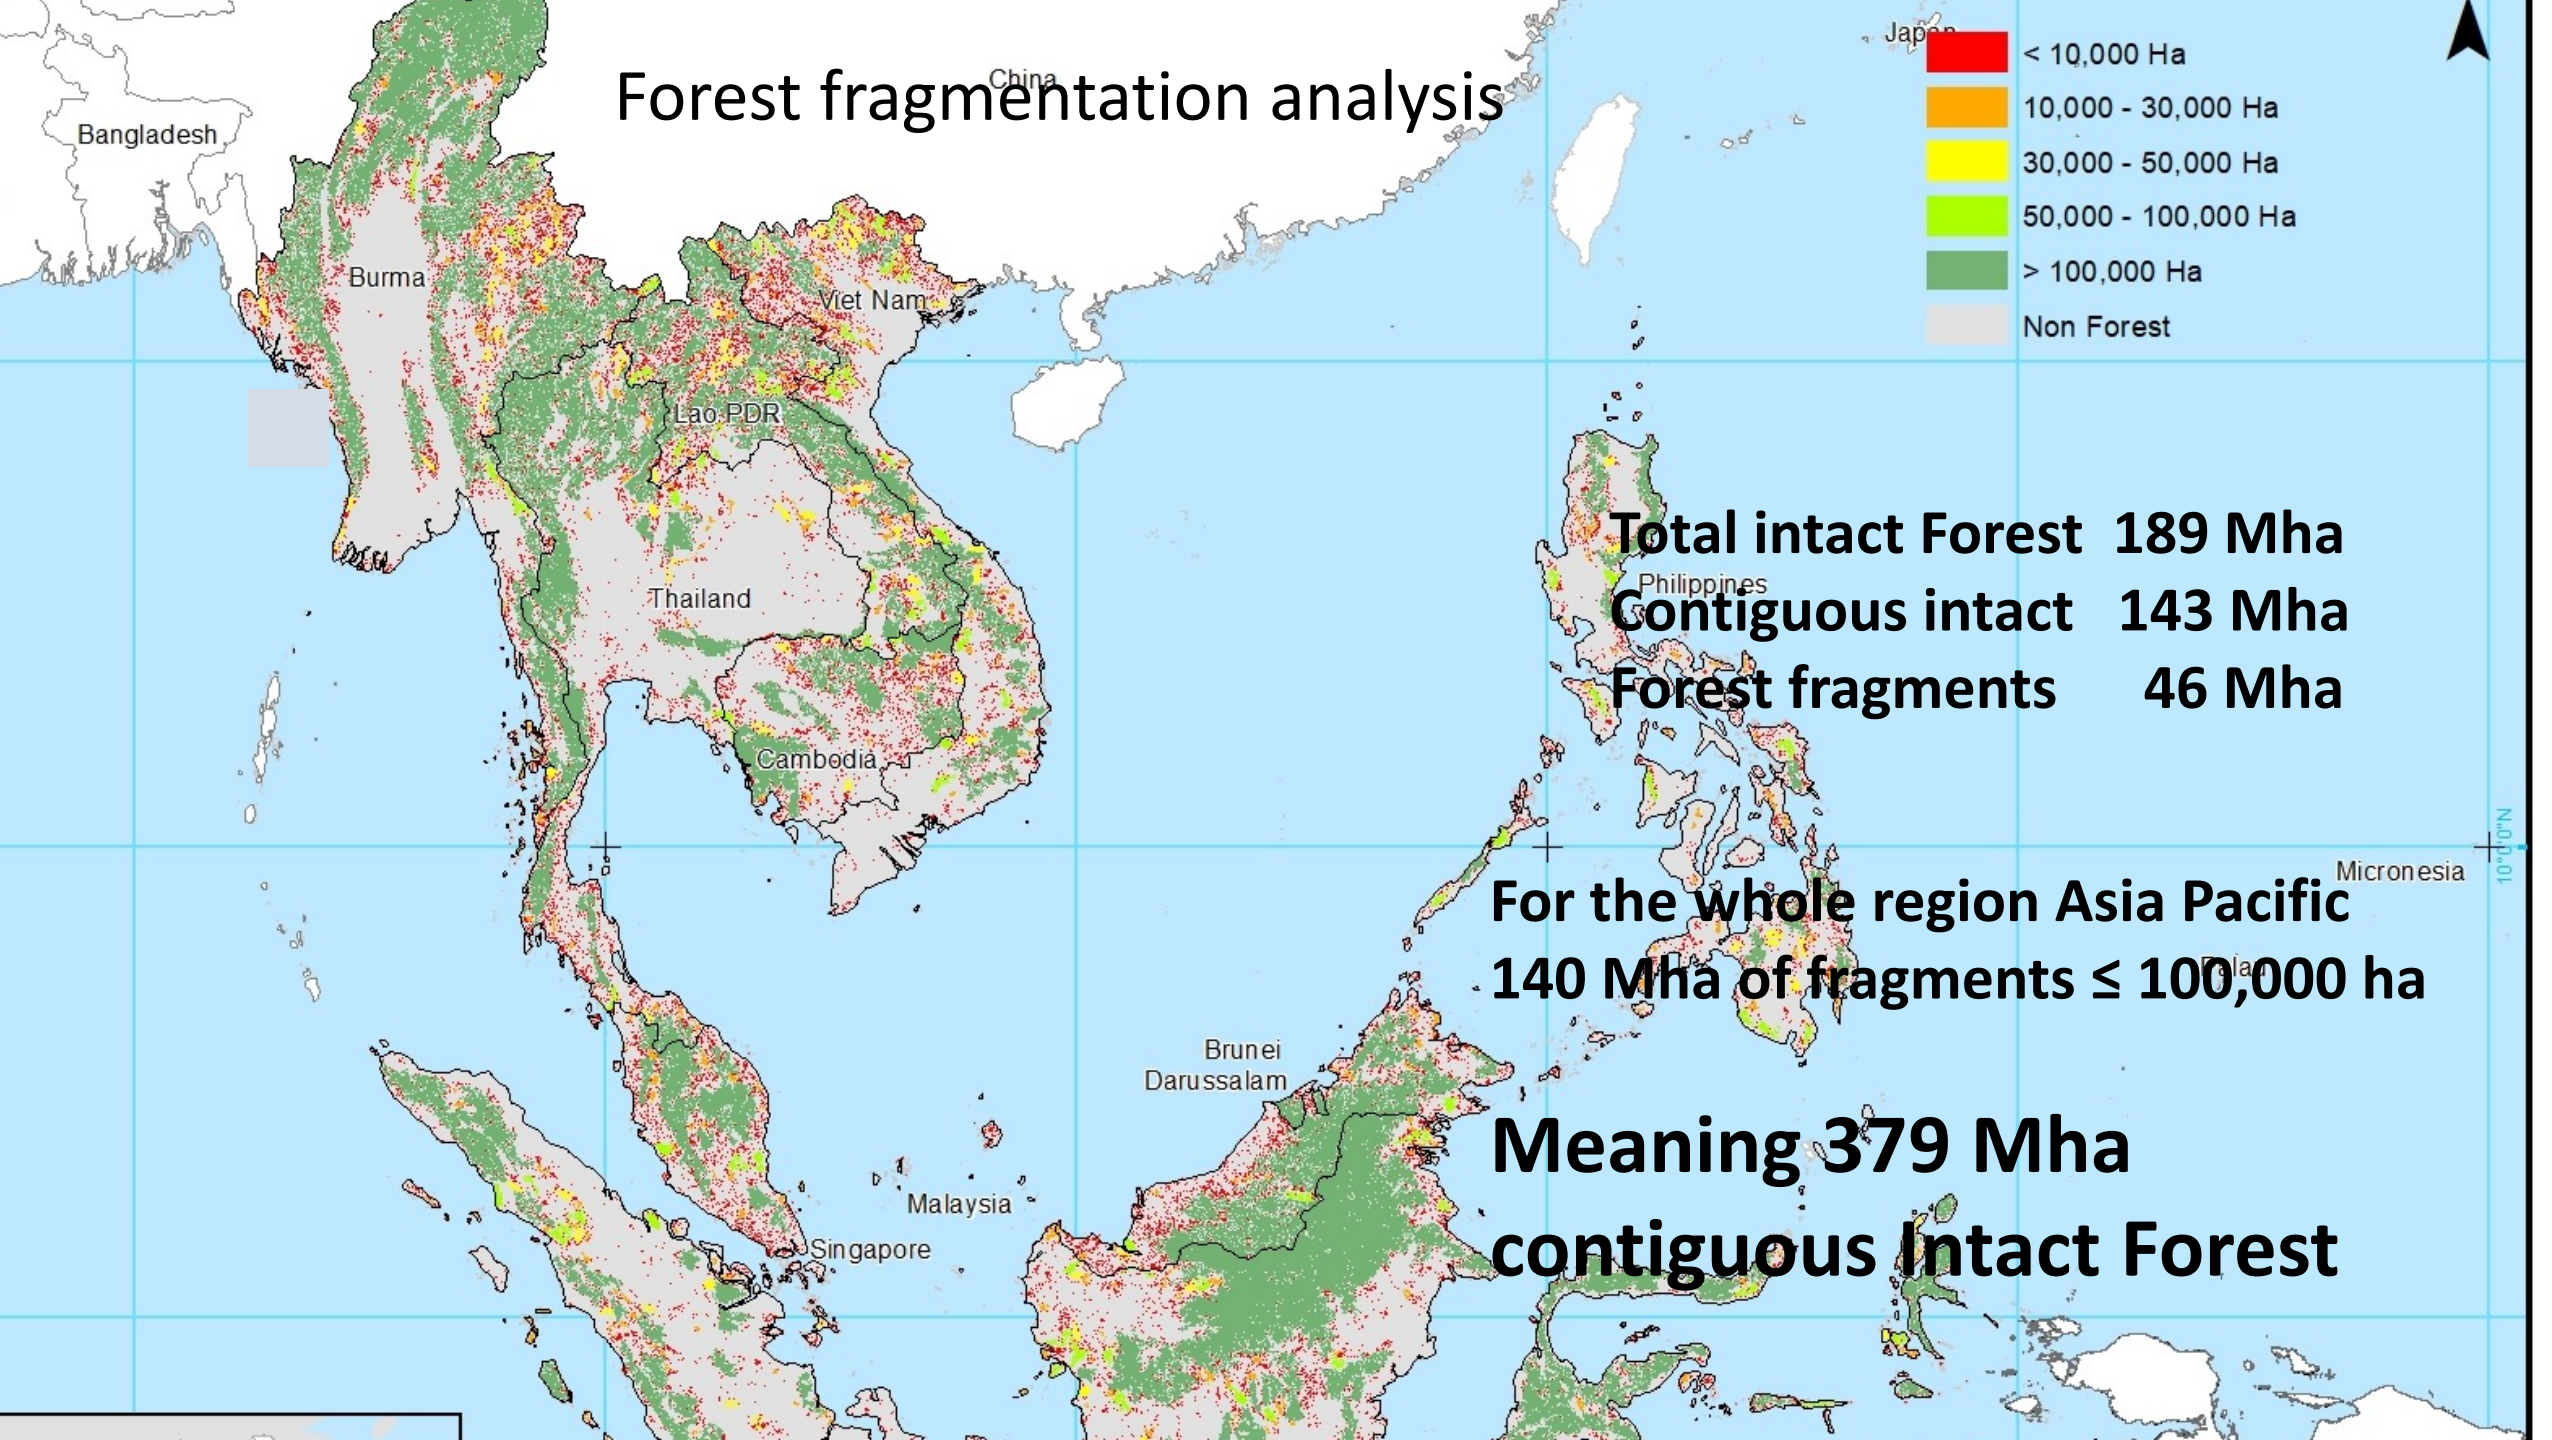 Forest fragmentation analysis
China
Japan
Bangladesh
< 10,000 Ha
10,000 - 30,000 Ha
30,000 - 50,000 Ha
50,000 - 100,000 Ha
> 100,000 Ha
Non Forest
Burma
Viet Nam
Lao PDR
Thailand
Cambodia
Total intact Forest 189 Mha
Philippines
Contiguous intact 143 Mha
Forest fragments 46 Mha
10°0'0"N
Micronesia
For the whole region Asia Pacific
Palau
140 Mha of fragments ≤ 100,000 ha
Brunei
Darussalam
Malaysia
Singapore
Meaning 379 Mha
contiguous Intact Forest